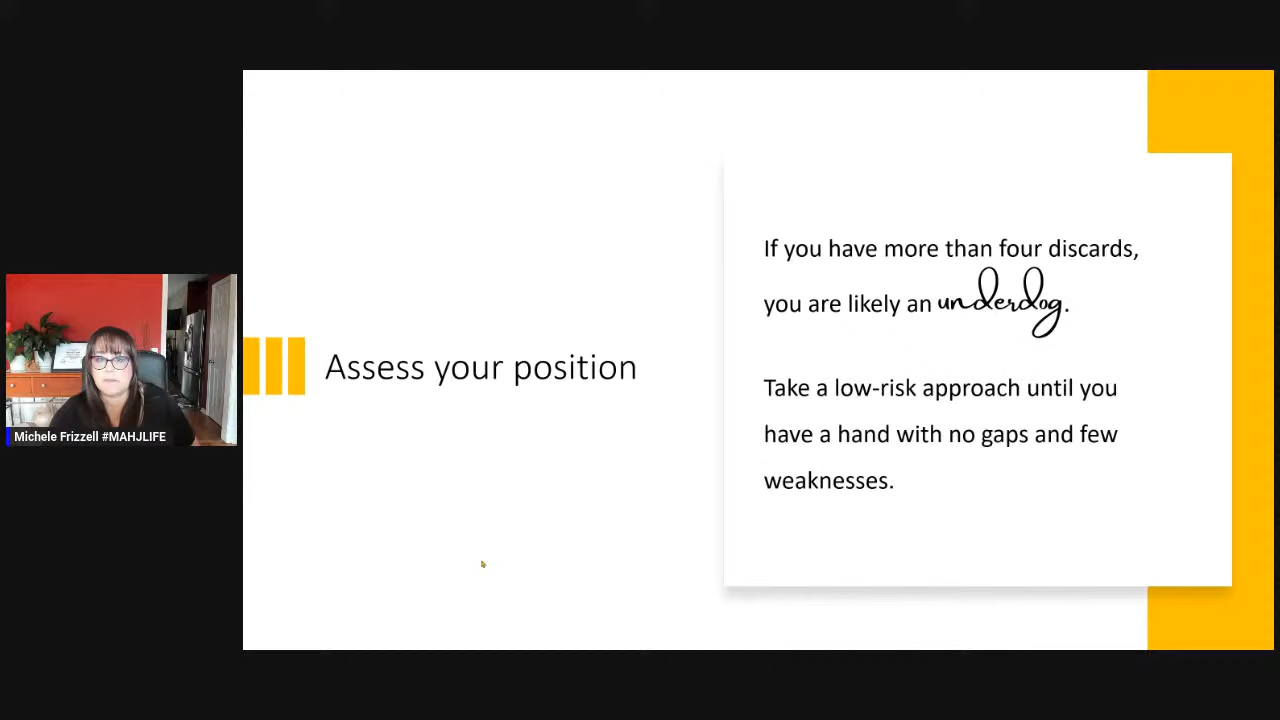 Assess your position
If you have more than four discards,
you are likely an underdog.
Take a low-risk approach until you
have a hand with no gaps and few
weaknesses.
Michele Frizzell #MAHJLIFE